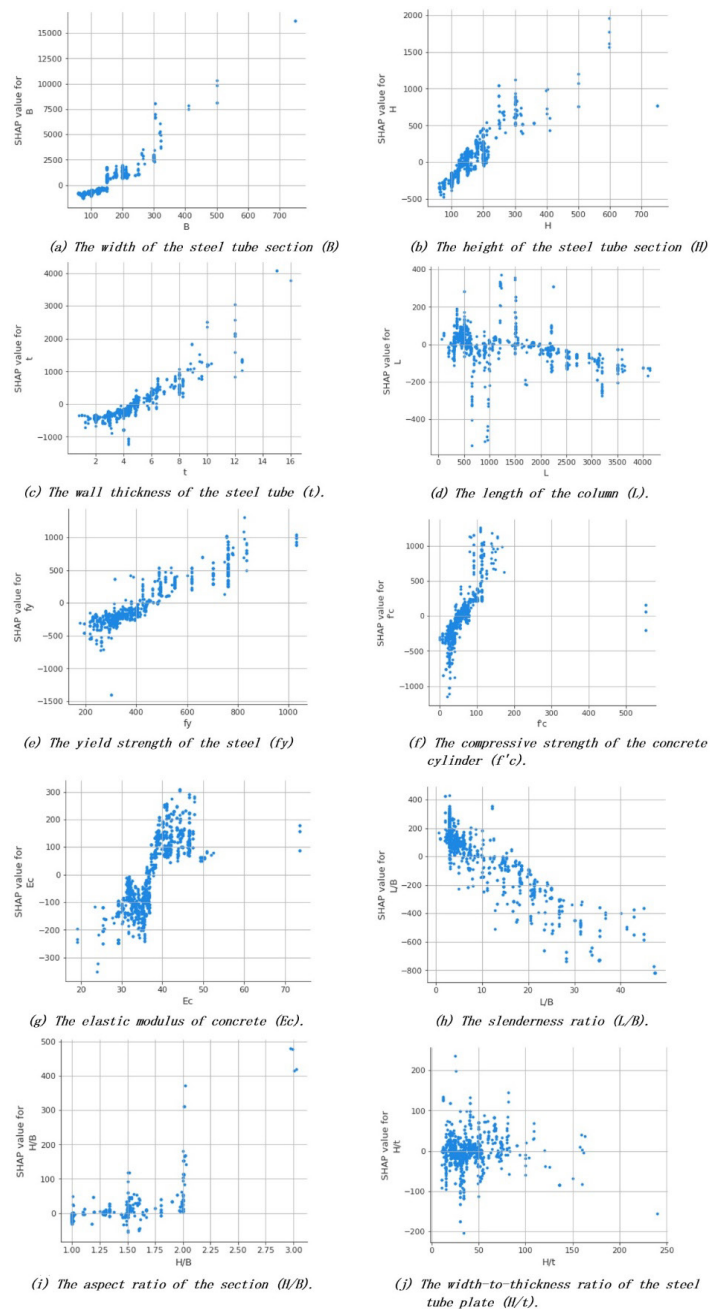 15000
12500
10000
7500
5000
2500
0
SHAP value for
B
100 200 300 400 500 600 700
B
(a) The width of the steel tube section (B)
2000
1500
1000
500
0
−500
SHAP value for
H
100 200 300 400 500 600 700
H
(b) The height of the steel tube section (H)
4000
3000
2000
1000
0
−1000
SHAP value for
t
2 4 6 8 10 12 14 16
t
(c) The wall thickness of the steel tube (t).
400
200
0
−200
−400
SHAP value for
L
0 500 1000 1500 2000 2500 3000 3500 4000
L
(d) The length of the column (L).
1000
500
0
−500
−1000
−1500
SHAP value for
fy
200 400 600 800 1000
fy
(e) The yield strength of the steel (fy)
1000
500
0
−500
−1000
SHAP value for
f'c
0 100 200 300 400 500
f'c
(f) The compressive strength of the concrete
cylinder (f'c).
300
200
100
0
−100
−200
−300
SHAP value for
Ec
20 30 40 50 60 70
Ec
(g) The elastic modulus of concrete (Ec).
400
200
0
−200
−400
−600
−800
SHAP value for
L/B
0 10 20 30 40
L/B
(h) The slenderness ratio (L/B).
500
400
300
200
100
0
SHAP value for
H/B
1.00 1.25 1.50 1.75 2.00 2.25 2.50 2.75 3.00
H/B
(i) The aspect ratio of the section (H/B).
200
100
0
−100
−200
SHAP value for
H/t
0 50 100 150 200 250
H/t
(j) The width-to-thickness ratio of the steel
tube plate (H/t).